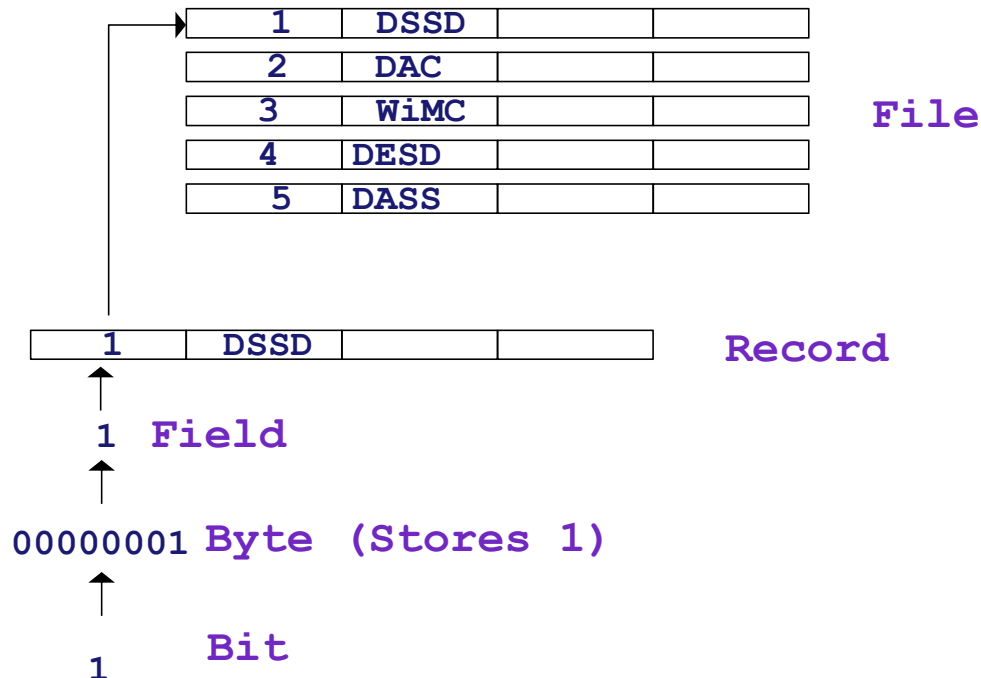 1 DSSD
2 DAC
3 WiMC File
4 DESD
5 DASS
1 DSSD Record
1 Field
00000001 Byte (Stores 1)
Bit
1